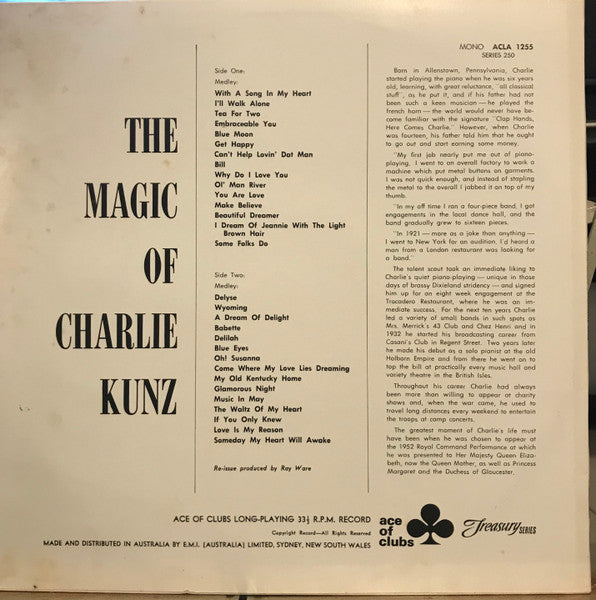 THE
MAGIC
OF
CHARLIE
KUNZ
Side One:
Medley:
With A Song In My Heart
I'll Walk Alone
Tea For Two
Embraceable You
Blue Moon
Get Happy
Can't Help Lovin' Dat Man
Bill
Why Do I Love You
Ol' Man River
You Are Love
Make Believe
Beautiful Dreamer
I Dream Of Jeannie With The Light
Brown Hair
Some Folks Do
Side Two:
Medley:
Delyse
Wyoming
A Dream Of Delight
Babette
Delilah
Blue Eyes
Oh! Susanna
Come Where My Love Lies Dreaming
My Old Kentucky Home
Glamorous Night
Music In May
The Waltz Of My Heart
If You Only Knew
Love Is My Reason
Someday My Heart Will Awake
Re-issue produced by Ray Ware
MONO ACLA 1255
SERIES 250
Born in Allenstown, Pennsylvania, Charlie
started playing the piano when he was six years
old, learning, with great reluctance, "all classical
stuff", as he put it, and if his father had not
been such a keen musician — he played the
french horn — the world would never have be-
come familiar with the signature "Clap Hands,
Here Comes Charlie." However, when Charlie
was fourteen, his father told him that he ought
to go out and start earning some money.
"My first job nearly put me out of piano-
playing. I went to an overall factory to work a
machine which put metal buttons on garments.
I was not quick enough, and instead of stapling
the metal to the overall I jabbed it on top of my
thumb.
"In my off time I ran a four-piece band, I got
engagements in the local dance hall, and the
band gradually grew to sixteen pieces.
"In 1921 — more as a joke than anything —
I went to New York for an audition. I'd heard a
man from a London restaurant was looking for
a band."
The talent scout took an immediate liking to
Charlie's quiet piano-playing — unique in those
days of brassy Dixieland stridency — and signed
him up for an eight week engagement at the
Trocadero Restaurant, where he was an imme-
diate success. For the next ten years Charlie
led a variety of small bands in such spots as
Mrs. Merrick's 43 Club and Chez Henri and in
1932 he started his broadcasting career from
Casani's Club in Regent Street. Two years later
he made his debut as a solo pianist at the old
Holborn Empire and from there he went on to
top the bill at practically every music hall and
variety theatre in the British Isles.
Throughout his career Charlie had always
been more than willing to appear at charity
shows and, when the war came, he used to
travel long distances every weekend to entertain
the troops at camp concerts.
The greatest moment of Charlie's life must
have been when he was chosen to appear at
the 1952 Royal Command Performance at which
he was presented to Her Majesty Queen Eliza-
beth, now the Queen Mother, as well as Princess
Margaret and the Duchess of Gloucester.
ACE OF CLUBS LONG-PLAYING 33⅓ R.P.M. RECORD
Copyright Record—All Rights Reserved
MADE AND DISTRIBUTED IN AUSTRALIA BY E.M.I. (AUSTRALIA) LIMITED, SYDNEY, NEW SOUTH WALES
ace
of
clubs
Treasury SERIES